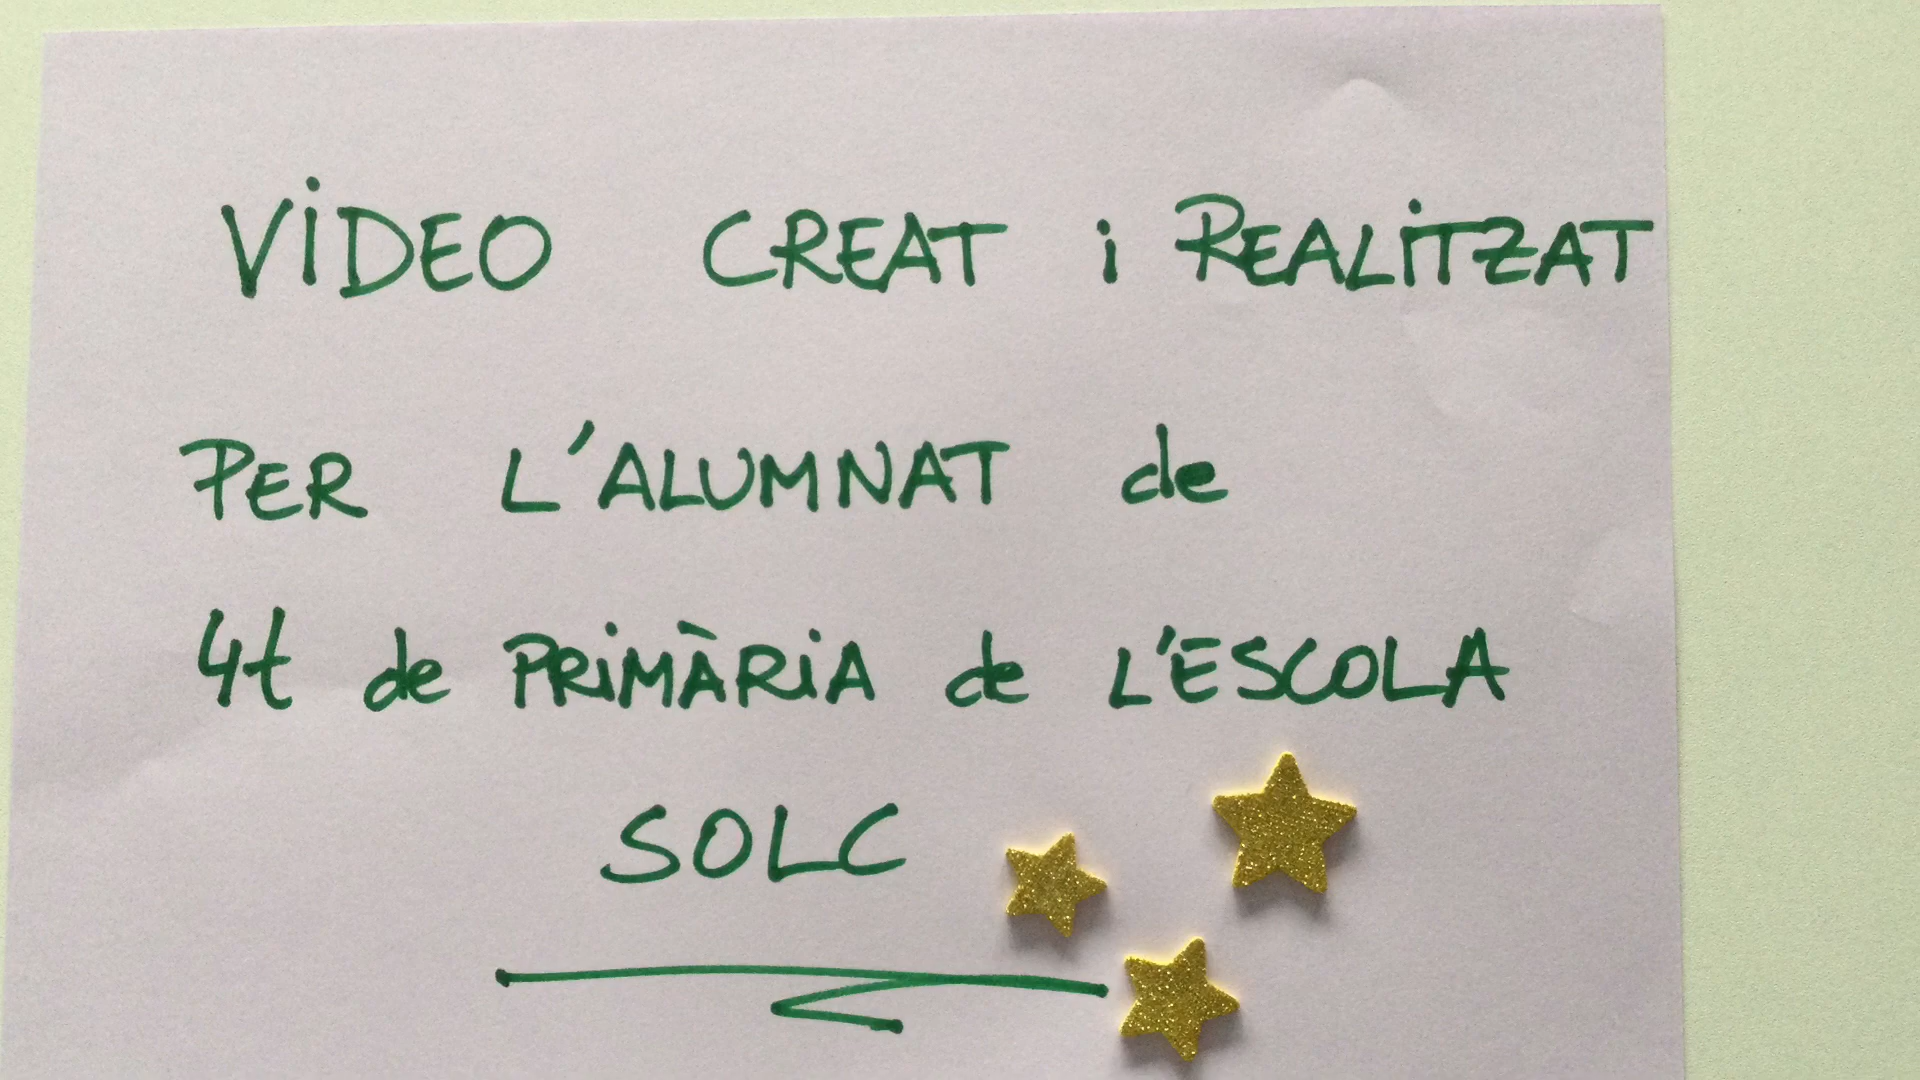 VIDEO CREAT i REALITZAT
PER L'ALUMNAT de
4t de PRIMÀRIA de L'ESCOLA
SOLC